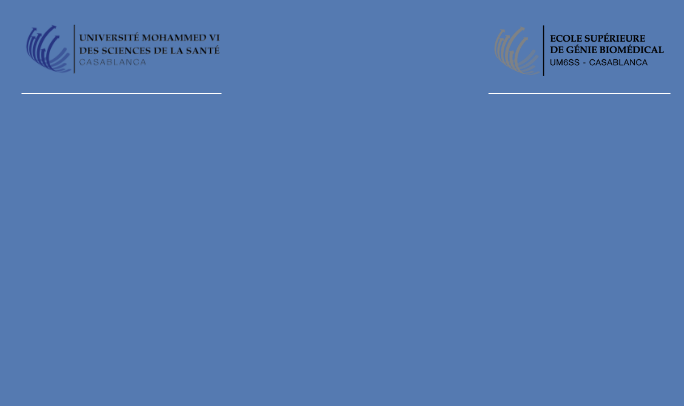 UNIVERSITÉ MOHAMMED VI
DES SCIENCES DE LA SANTÉ
CASABLANCA
ECOLE SUPÉRIEURE
DE GÉNIE BIOMÉDICAL
UM6SS - CASABLANCA